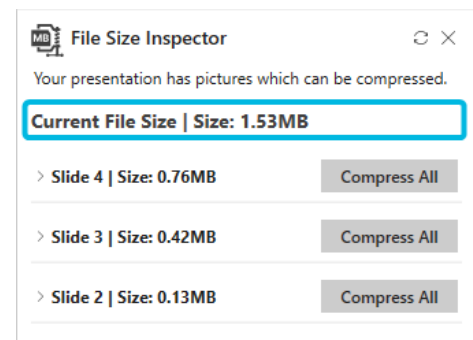 MB File Size Inspector
Your presentation has pictures which can be compressed.
Current File Size | Size: 1.53MB
Slide 4 | Size: 0.76MB Compress All
Slide 3 | Size: 0.42MB Compress All
Slide 2 | Size: 0.13MB Compress All